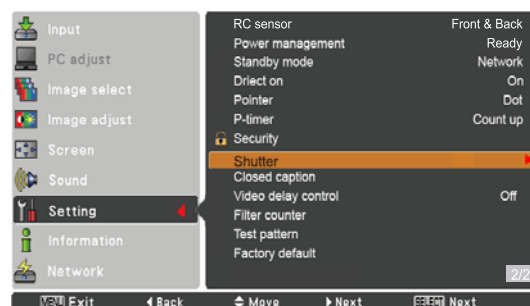 Input
PC adjust
Image select
Image adjust
Screen
Sound
Setting
Information
Network
RC sensor Front & Back
Power management Ready
Standby mode Network
Driect on On
Pointer Dot
P-timer Count up
Security
Shutter
Closed caption
Video delay control Off
Filter counter
Test pattern
Factory default
2/2
MENU Exit Back Move Next SELECT Next